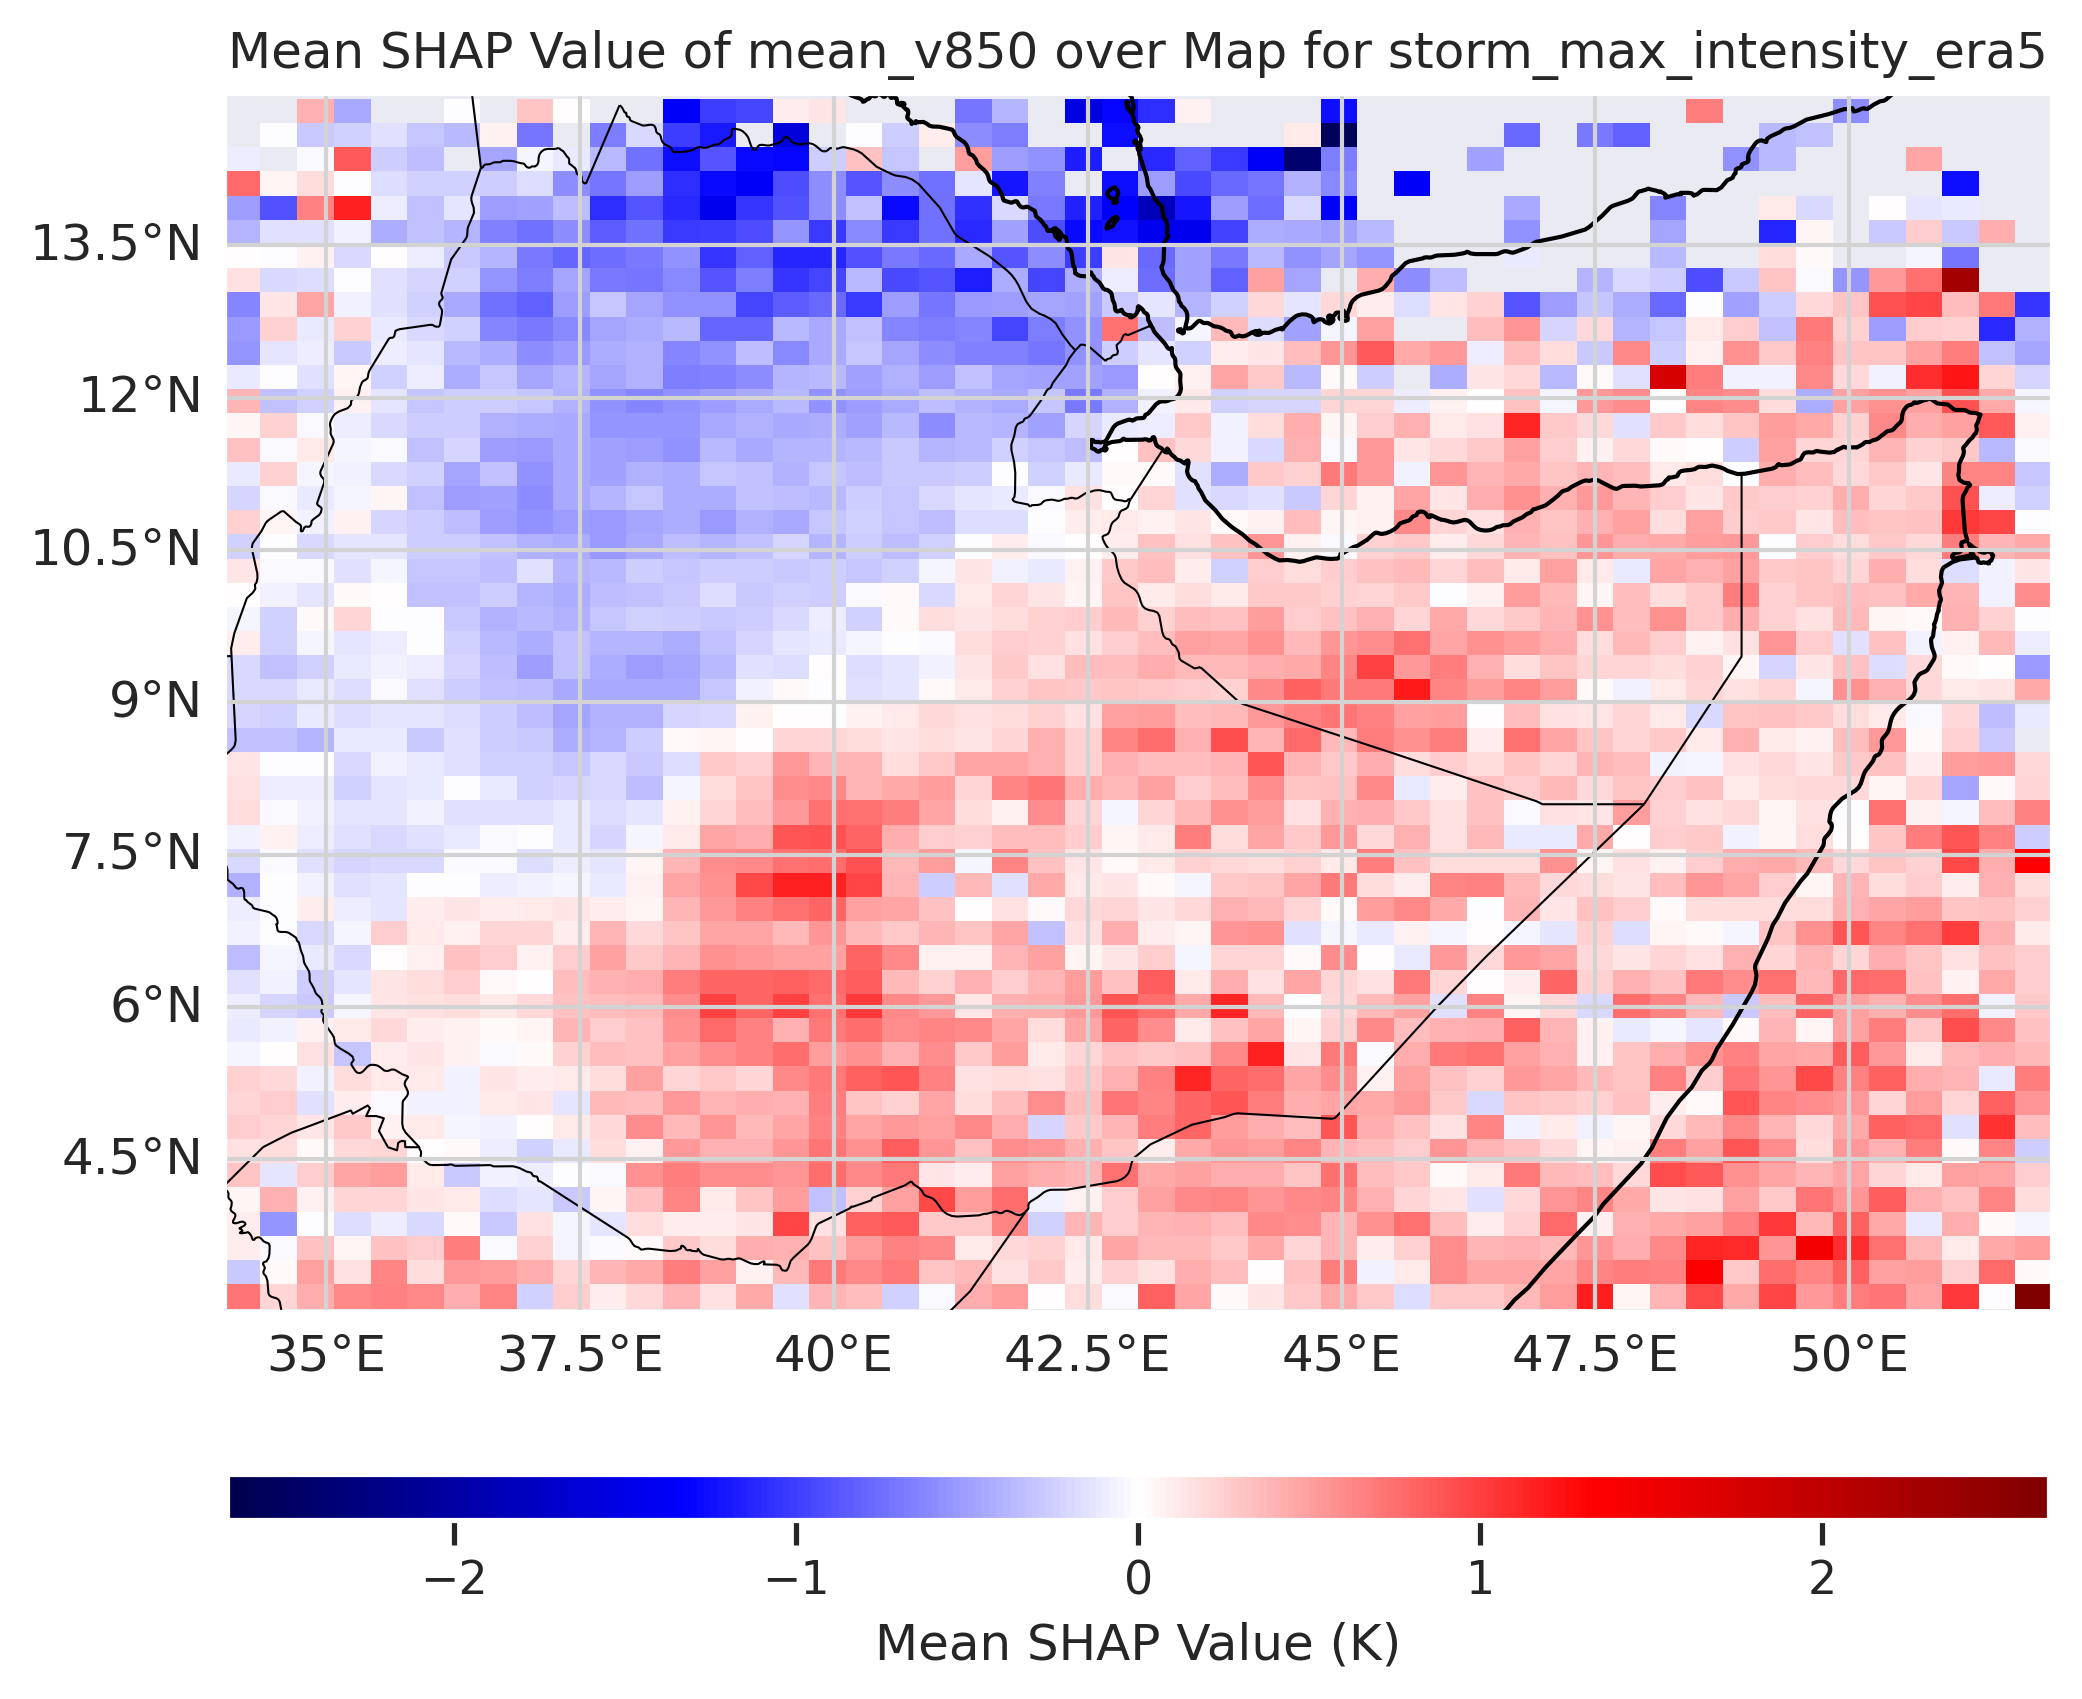 Mean SHAP Value of mean_v850 over Map for storm_max_intensity_era5
13.5°N
12°N
10.5°N
9°N
7.5°N
6°N
4.5°N
35°E 37.5°E 40°E 42.5°E 45°E 47.5°E 50°E
−2 −1 0 1 2
Mean SHAP Value (K)